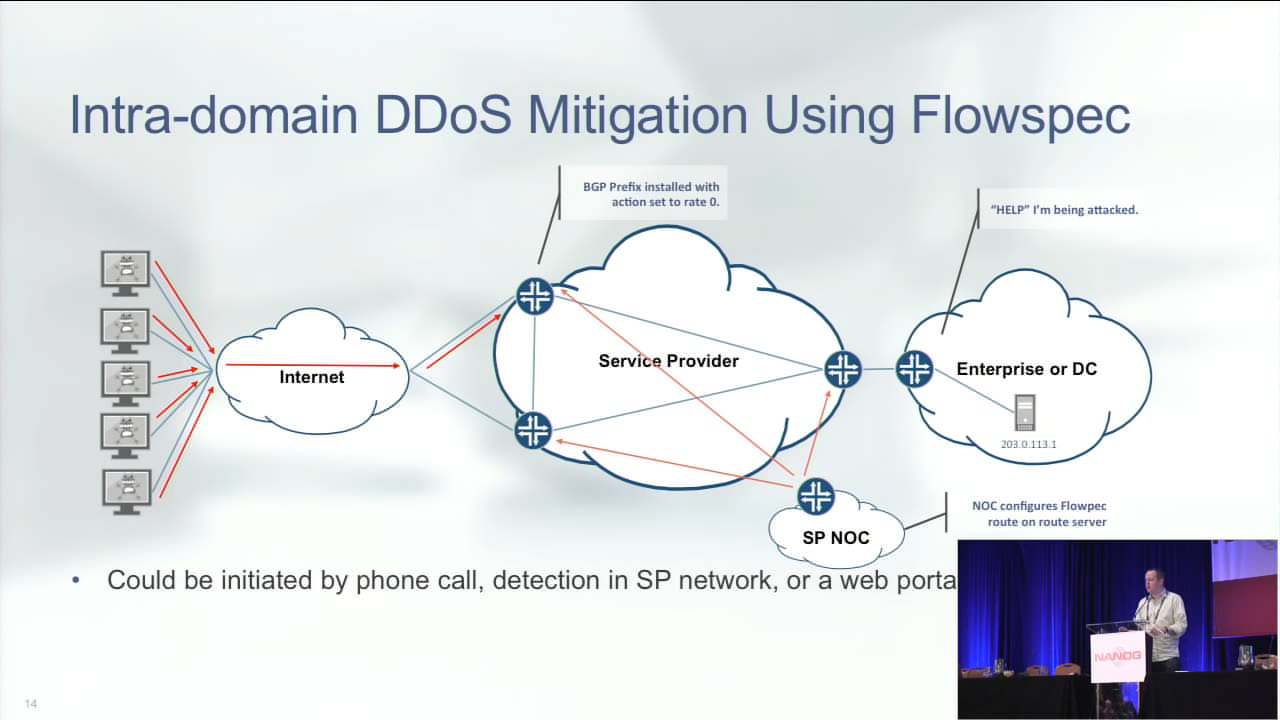 Intra-domain DDoS Mitigation Using Flowspec
BGP Prefix installed with
action set to rate 0.
“HELP” I’m being attacked.
Service Provider
Enterprise or DC
Internet
203.0.113.1
NOC configures Flowpec
route on route server
SP NOC
• Could be initiated by phone call, detection in SP network, or a web porta
NANOG
14